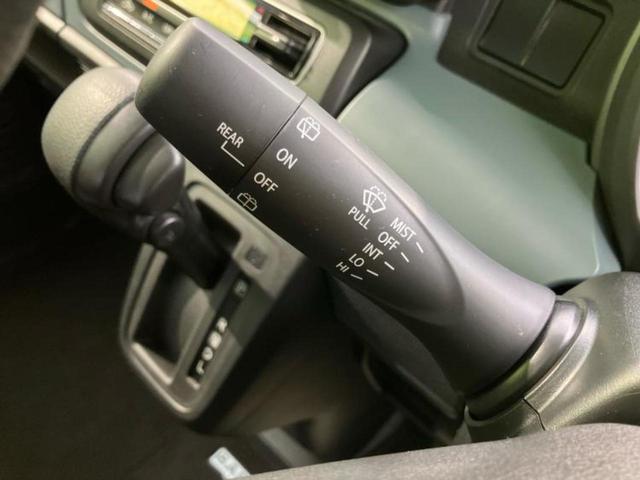 REAR
ON
OFF
PULL
MIST
OFF
INT
LO
HI